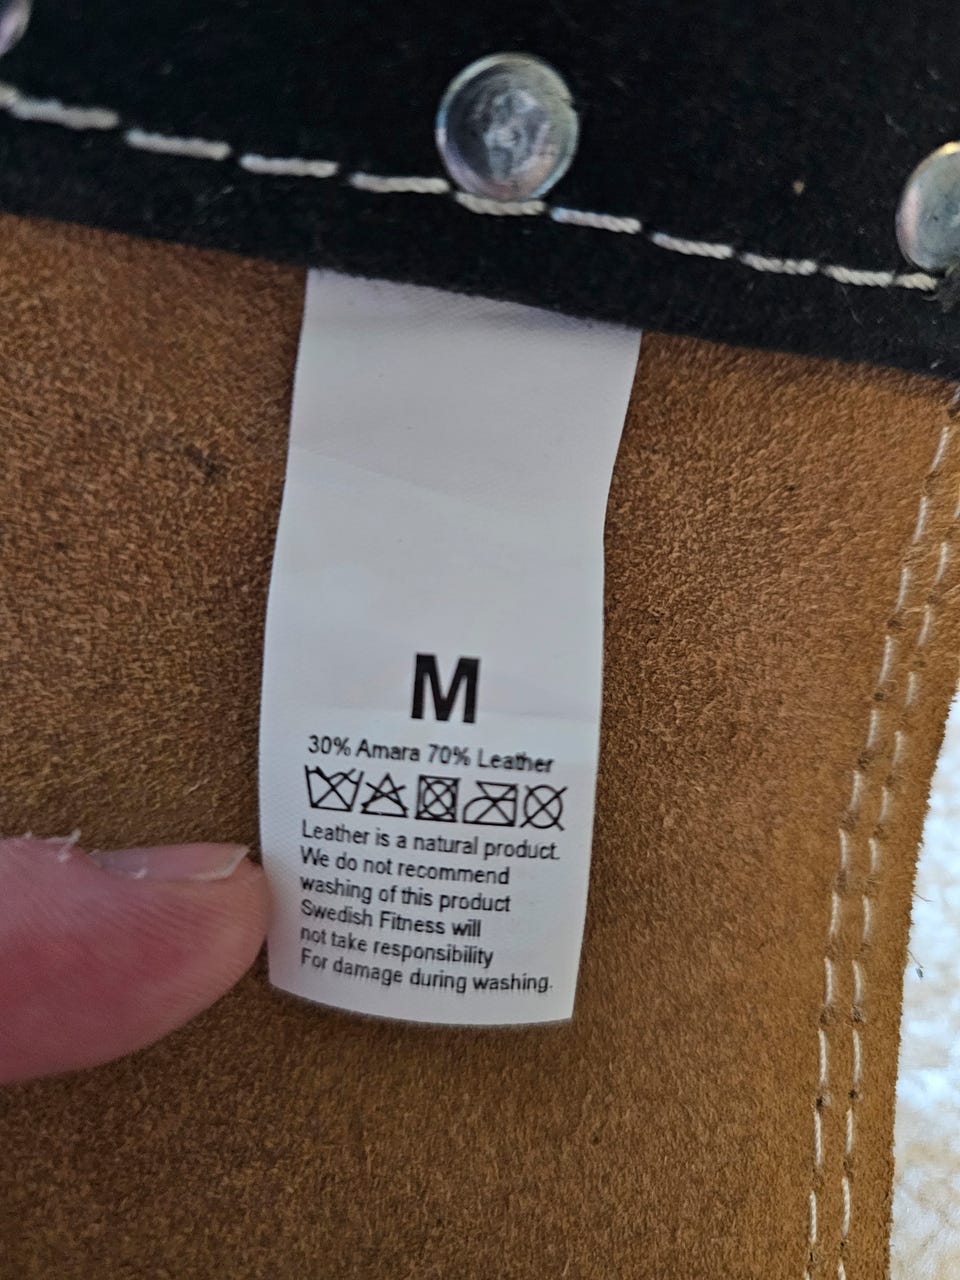 M
30% Amara 70% Leather
Leather is a natural product.
We do not recommend
washing of this product
Swedish Fitness will
not take responsibility
For damage during washing.